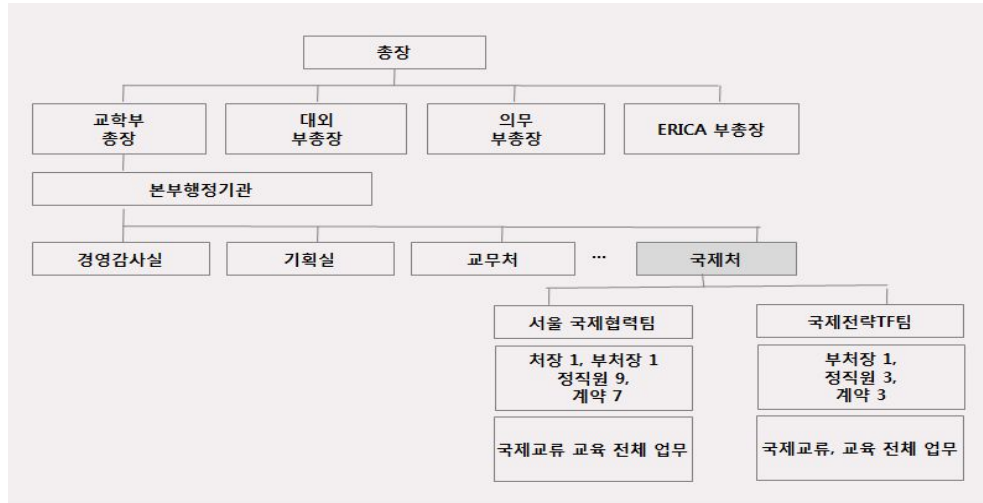 총장
교학부
총장
대외
부총장
의무
부총장
ERICA 부총장
본부행정기관
경영감사실
기획실
교무처
...
국제처
서울 국제협력팀
국제전략TF팀
처장 1, 부처장 1
정직원 9,
계약 7
부처장 1,
정직원 3,
계약 3
국제교류 교육 전체 업무
국제교류, 교육 전체 업무